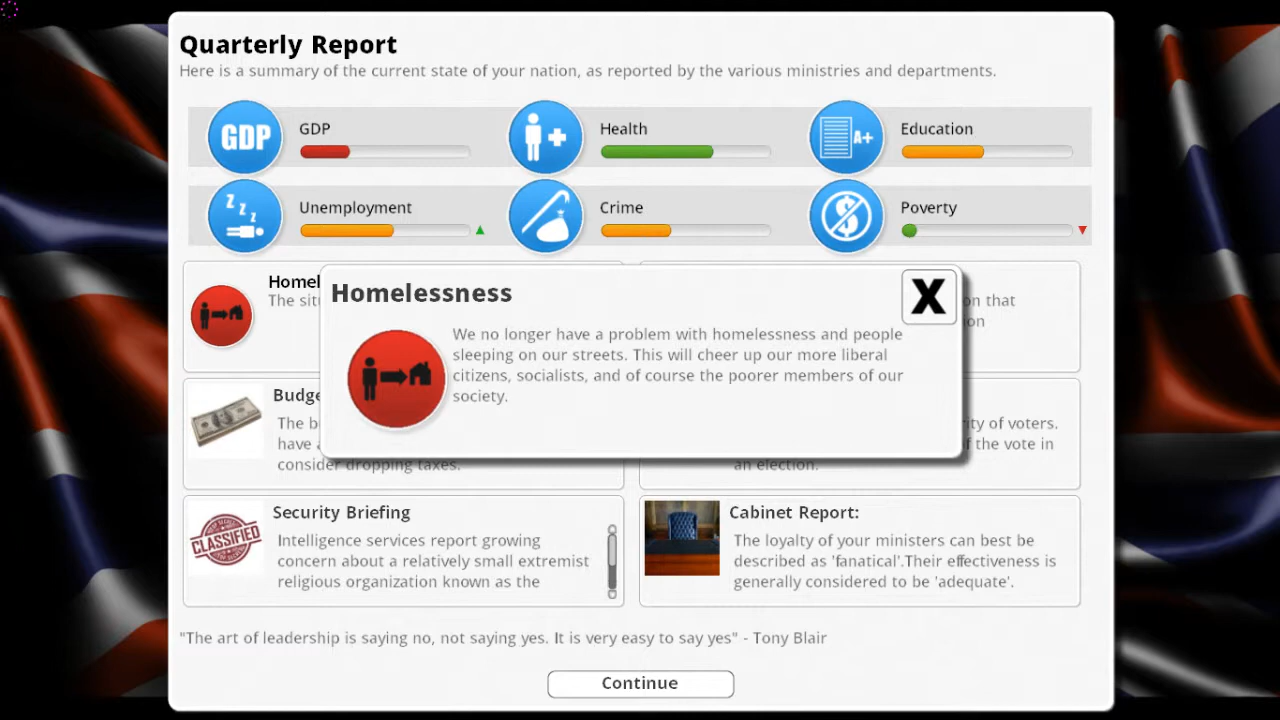 Quarterly Report
Here is a summary of the current state of your nation, as reported by the various ministries and departments.
GDP
GDP
Health
A+
Education
Z Z Z
Unemployment
Crime
$
Poverty
Homelessness
X
We no longer have a problem with homelessness and people
sleeping on our streets. This will cheer up our more liberal
citizens, socialists, and of course the poorer members of our
society.
Homel
The sit
on that
on
Budge
The b
have a
consider dropping taxes.
ity of voters.
f the vote in
an election.
CLASSIFIED
Security Briefing
Intelligence services report growing
concern about a relatively small extremist
religious organization known as the
Cabinet Report:
The loyalty of your ministers can best be
described as 'fanatical'.Their effectiveness is
generally considered to be 'adequate'.
"The art of leadership is saying no, not saying yes. It is very easy to say yes" - Tony Blair
Continue